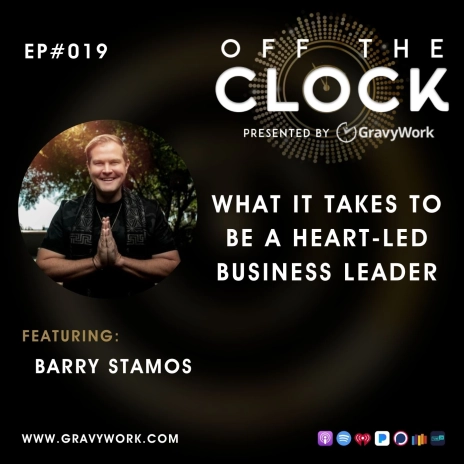 EP#019
OFF THE
CLOCK
PRESENTED BY GravyWork
WHAT IT TAKES TO
BE A HEART-LED
BUSINESS LEADER
FEATURING:
BARRY STAMOS
WWW.GRAVYWORK.COM